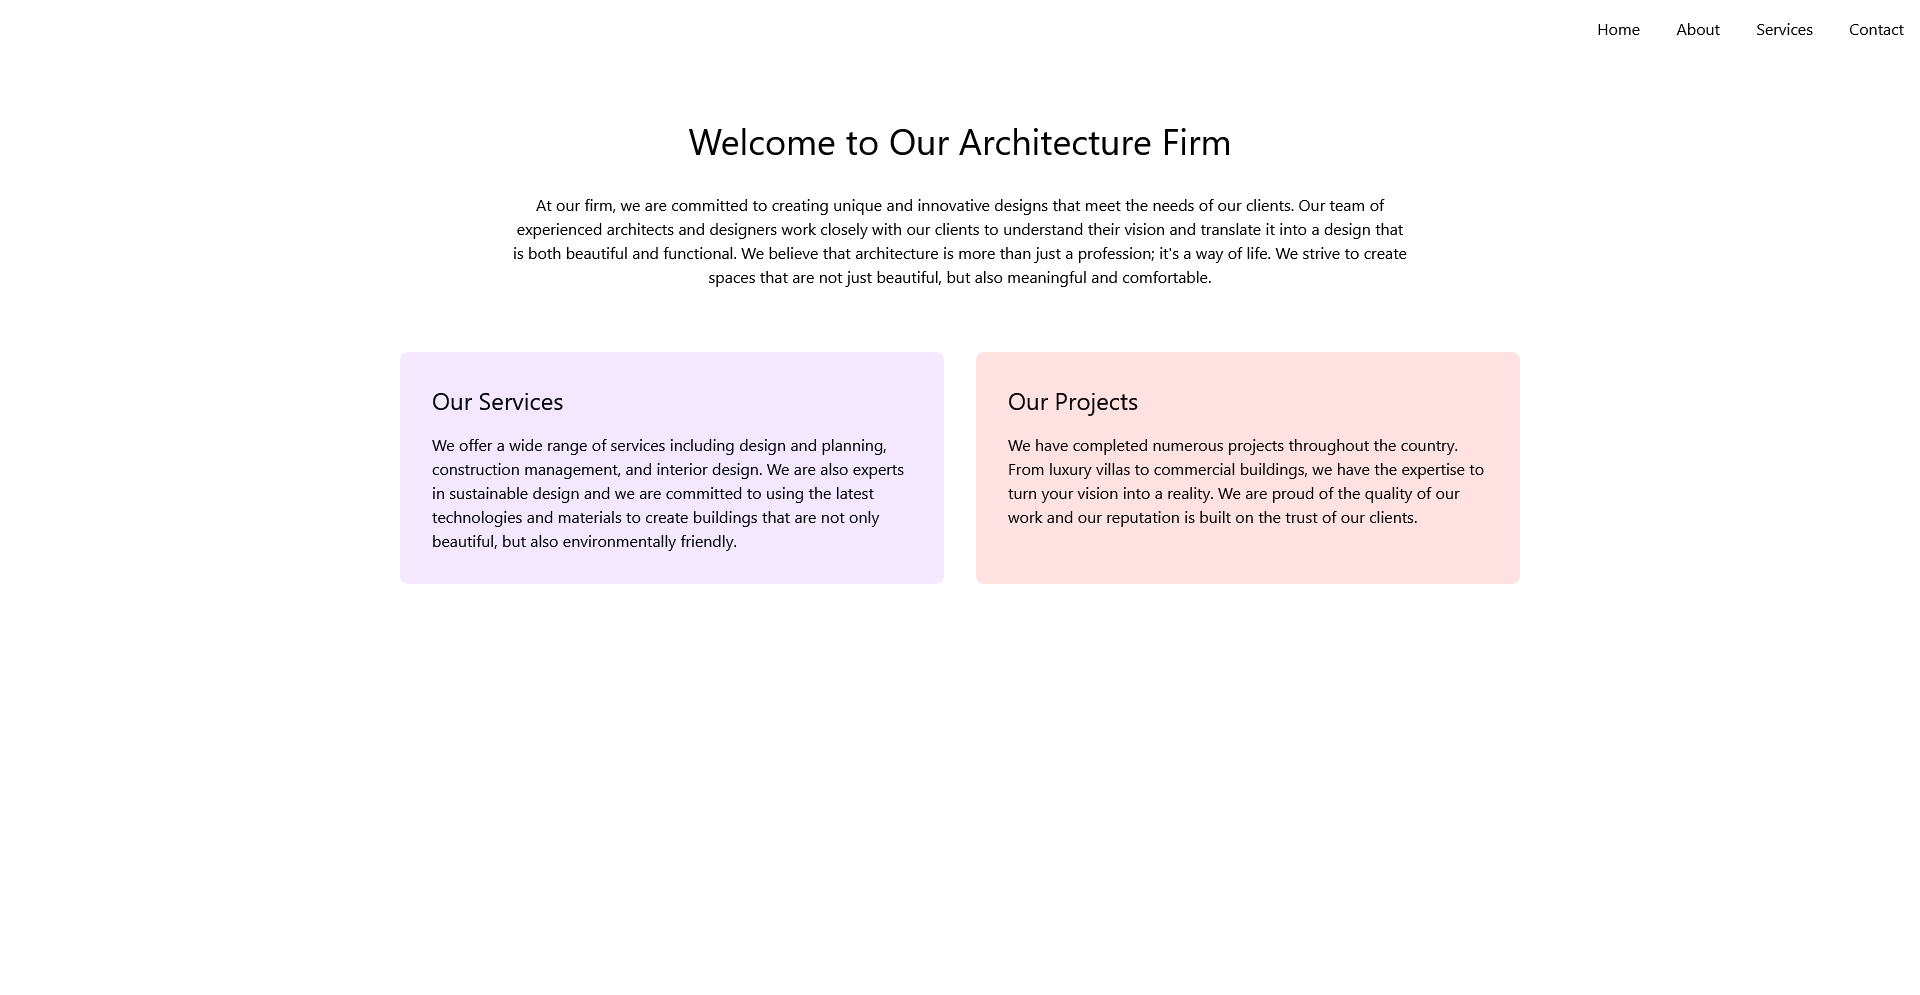 Home About Services Contact
Welcome to Our Architecture Firm
At our firm, we are committed to creating unique and innovative designs that meet the needs of our clients. Our team of
experienced architects and designers work closely with our clients to understand their vision and translate it into a design that
is both beautiful and functional. We believe that architecture is more than just a profession; it's a way of life. We strive to create
spaces that are not just beautiful, but also meaningful and comfortable.
Our Services
We offer a wide range of services including design and planning,
construction management, and interior design. We are also experts
in sustainable design and we are committed to using the latest
technologies and materials to create buildings that are not only
beautiful, but also environmentally friendly.
Our Projects
We have completed numerous projects throughout the country.
From luxury villas to commercial buildings, we have the expertise to
turn your vision into a reality. We are proud of the quality of our
work and our reputation is built on the trust of our clients.